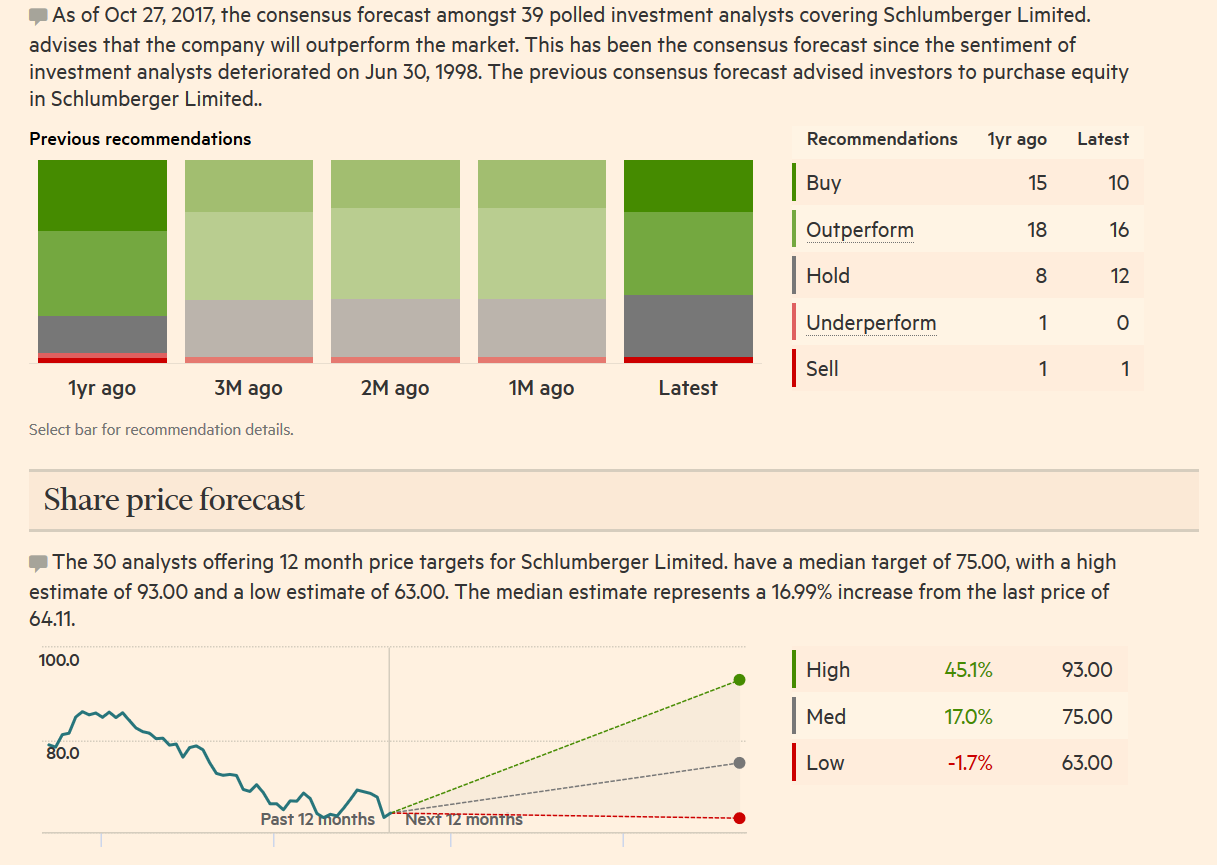 As of Oct 27, 2017, the consensus forecast amongst 39 polled investment analysts covering Schlumberger Limited.
advises that the company will outperform the market. This has been the consensus forecast since the sentiment of
investment analysts deteriorated on Jun 30, 1998. The previous consensus forecast advised investors to purchase equity
in Schlumberger Limited..
Previous recommendations
1yr ago 3M ago 2M ago 1M ago Latest
Select bar for recommendation details.
Recommendations 1yr ago Latest
Buy 15 10
Outperform 18 16
Hold 8 12
Underperform 1 0
Sell 1 1
Share price forecast
The 30 analysts offering 12 month price targets for Schlumberger Limited. have a median target of 75.00, with a high
estimate of 93.00 and a low estimate of 63.00. The median estimate represents a 16.99% increase from the last price of
64.11.
100.0
80.0
Past 12 months Next 12 months
High 45.1% 93.00
Med 17.0% 75.00
Low -1.7% 63.00